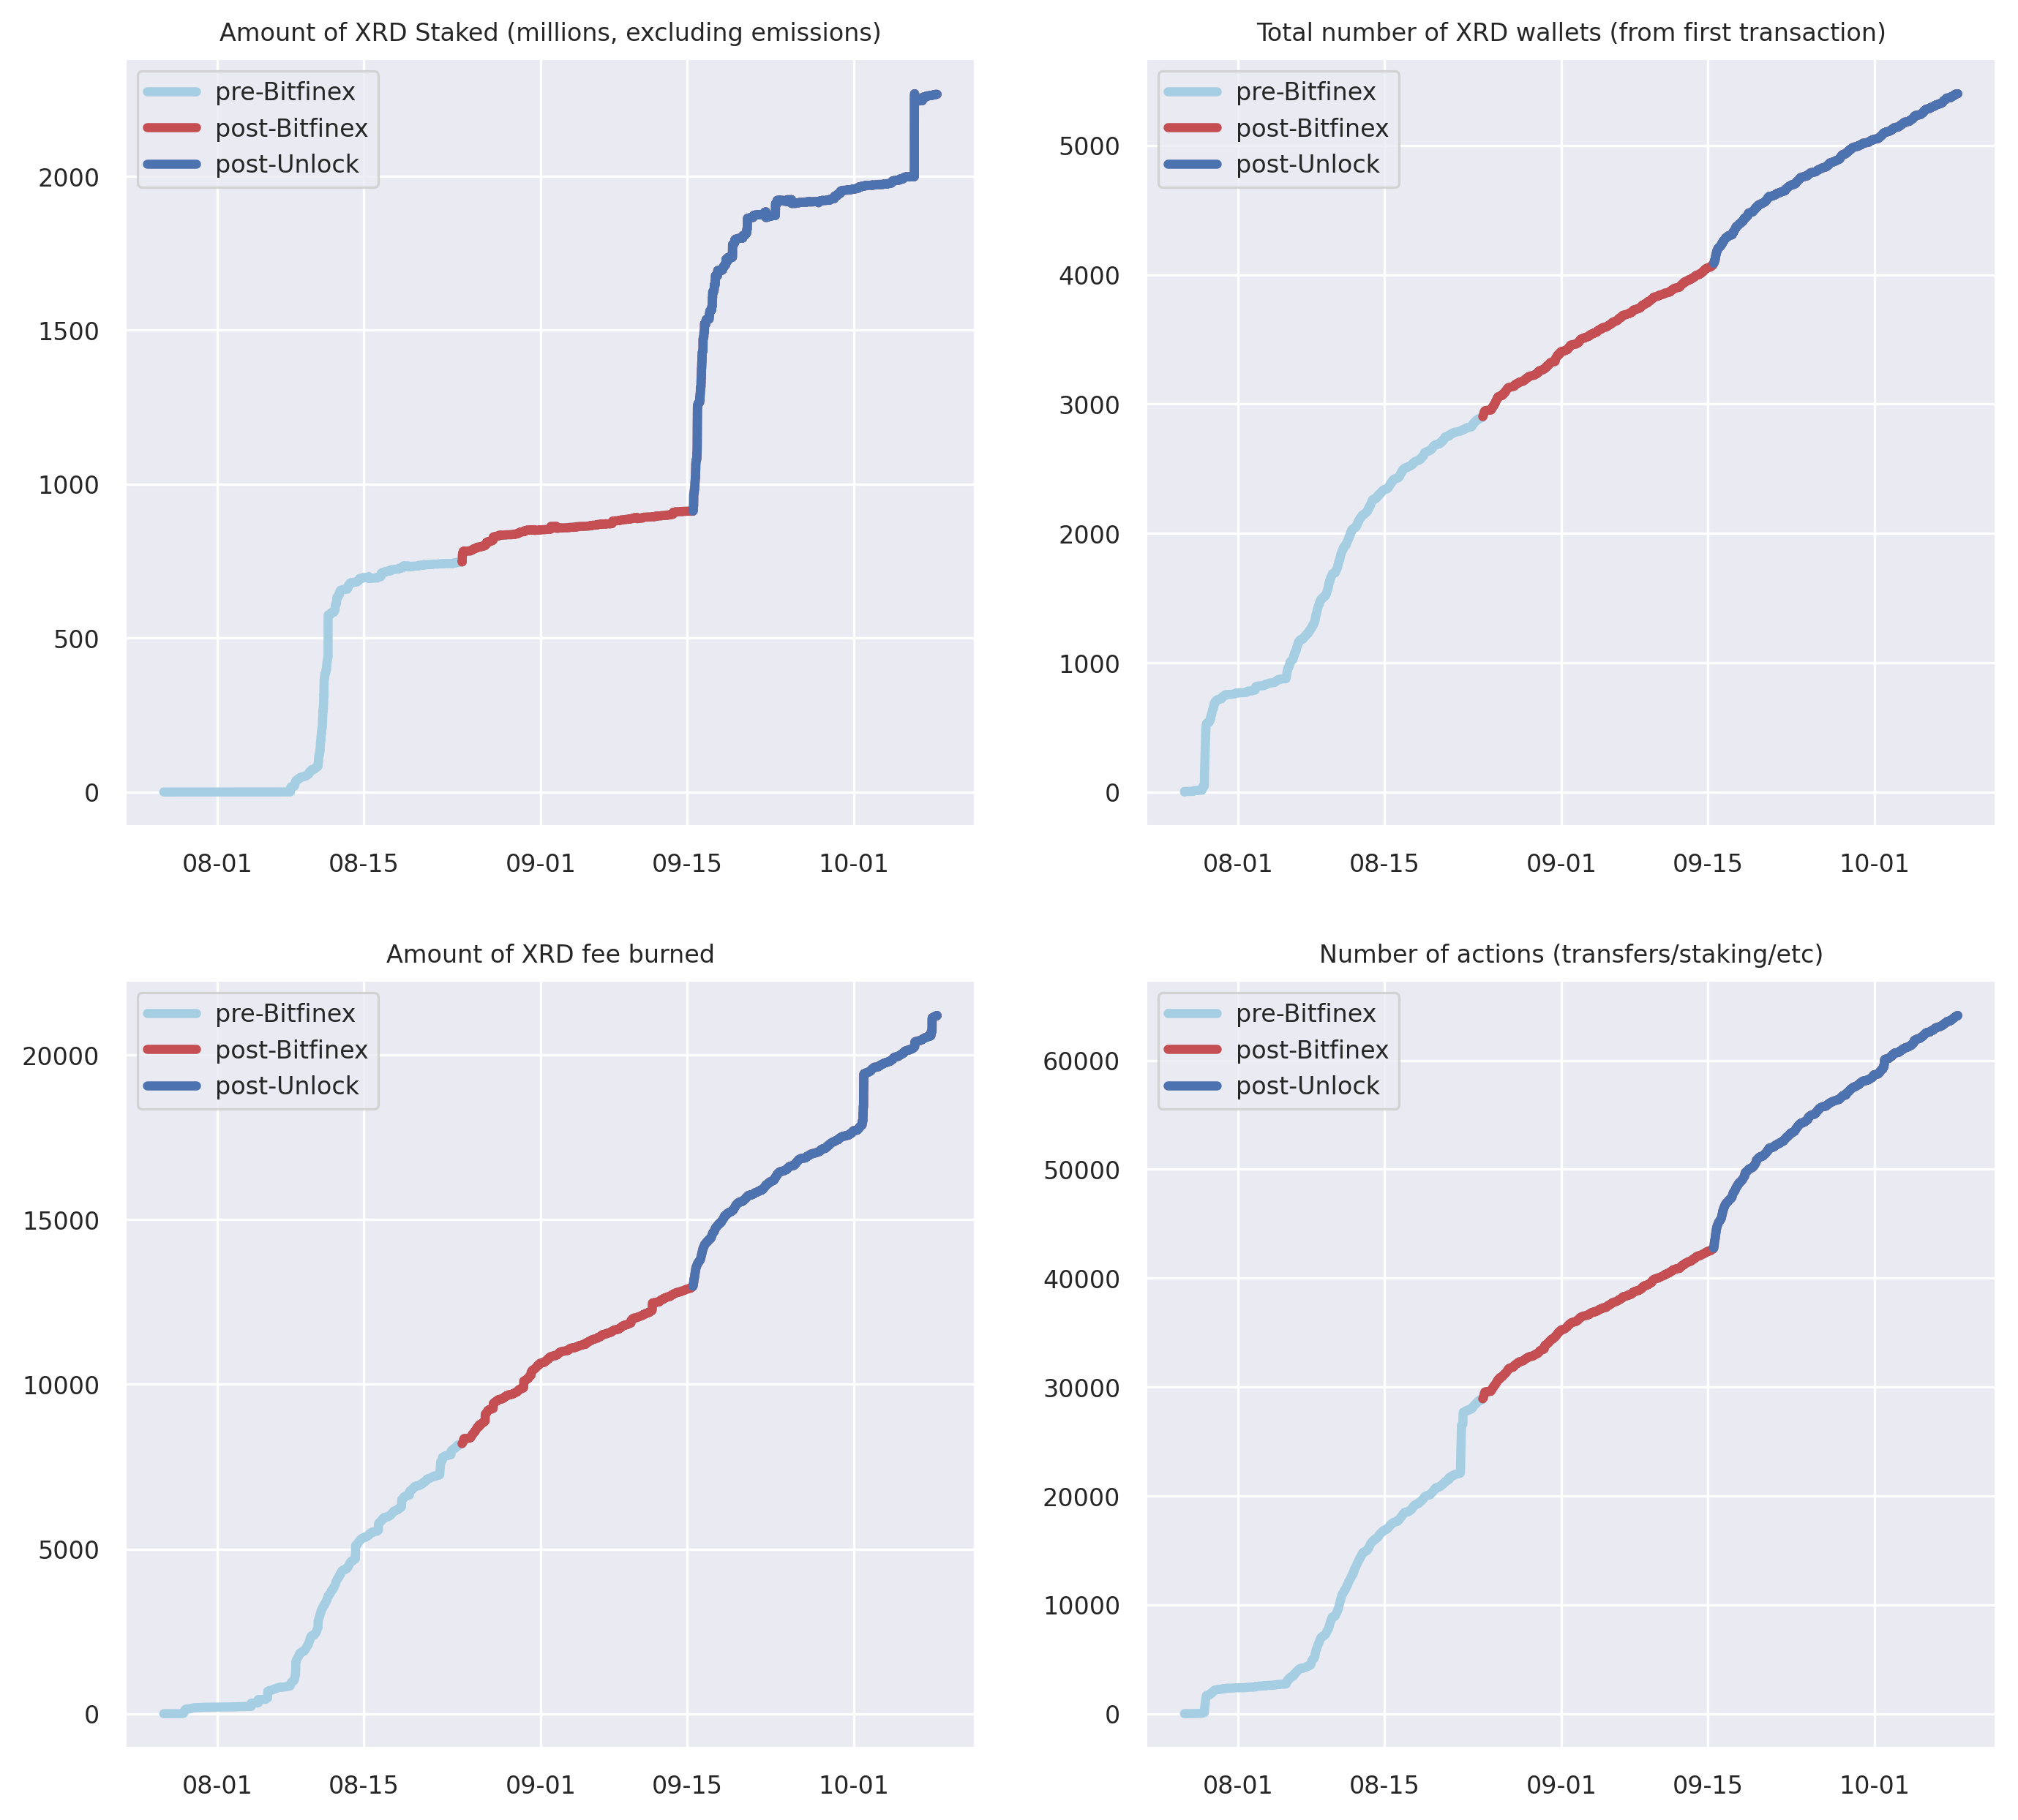 Amount of XRD Staked (millions, excluding emissions)
pre-Bitfinex
post-Bitfinex
post-Unlock
2000
1500
1000
500
0
08-01 08-15 09-01 09-15 10-01
Total number of XRD wallets (from first transaction)
pre-Bitfinex
post-Bitfinex
post-Unlock
5000
4000
3000
2000
1000
0
08-01 08-15 09-01 09-15 10-01
Amount of XRD fee burned
pre-Bitfinex
post-Bitfinex
post-Unlock
20000
15000
10000
5000
0
08-01 08-15 09-01 09-15 10-01
Number of actions (transfers/staking/etc)
pre-Bitfinex
post-Bitfinex
post-Unlock
60000
50000
40000
30000
20000
10000
0
08-01 08-15 09-01 09-15 10-01